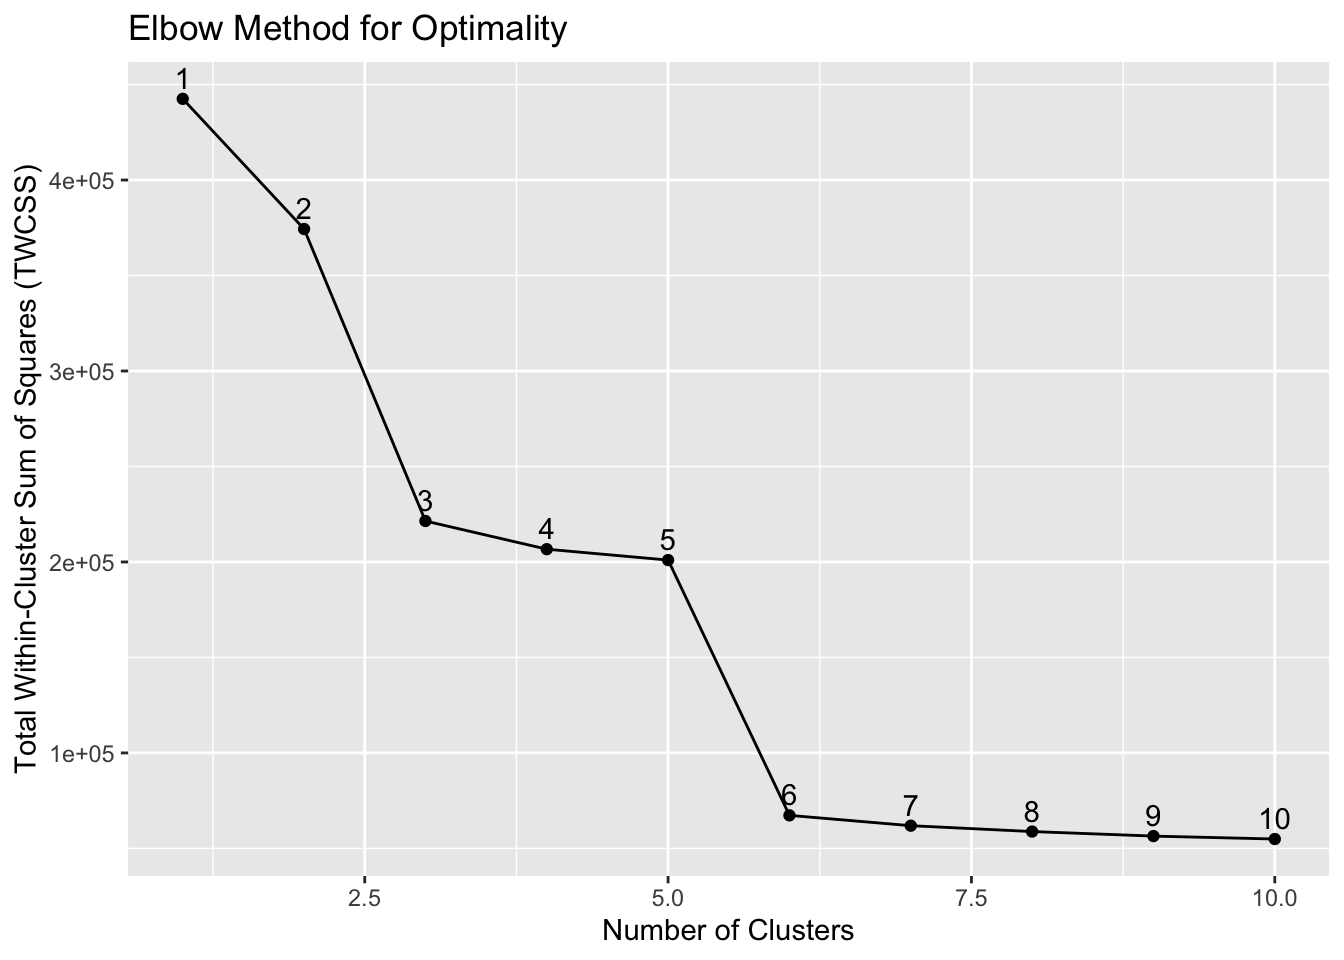 Elbow Method for Optimality
Total Within-Cluster Sum of Squares (TWCSS)
4e+05
3e+05
2e+05
1e+05
1
2
3
4
5
6
7
8
9
10
2.5
5.0
7.5
10.0
Number of Clusters